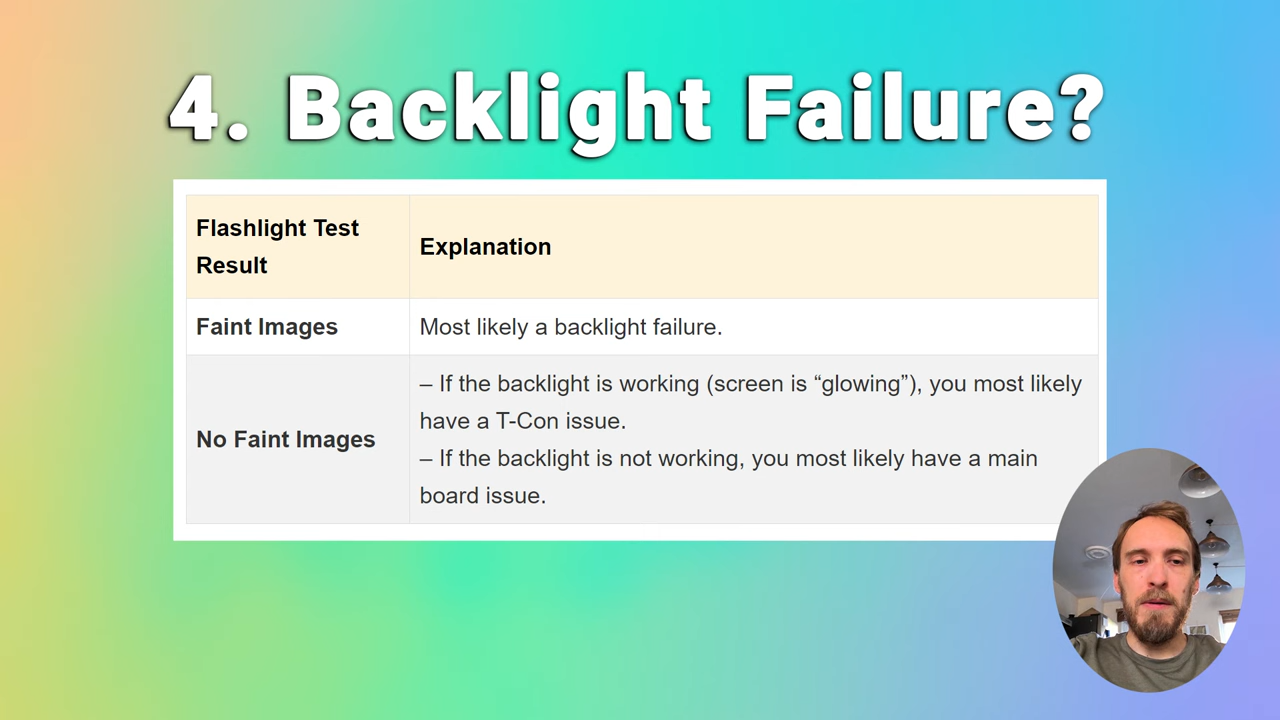 4. Backlight Failure?
Flashlight Test
Result
Explanation
Faint Images
Most likely a backlight failure.
No Faint Images
– If the backlight is working (screen is “glowing”), you most likely
have a T-Con issue.
– If the backlight is not working, you most likely have a main
board issue.